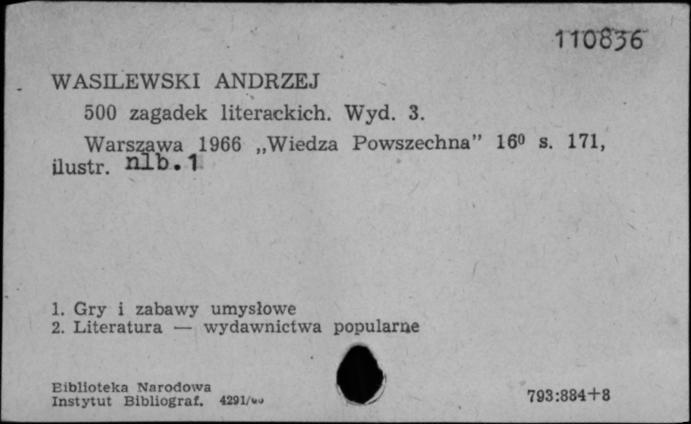 110836
WASILEWSKI ANDRZEJ
500 zagadek literackich. Wyd. 3.
Warszawa 1966 „Wiedza Powszechna” 16⁰ s. 171,
ilustr. nlb.1
1. Gry i zabawy umysłowe
2. Literatura — wydawnictwa popularne
Biblioteka Narodowa
Instytut Bibliograf. 4291/
793:884+8